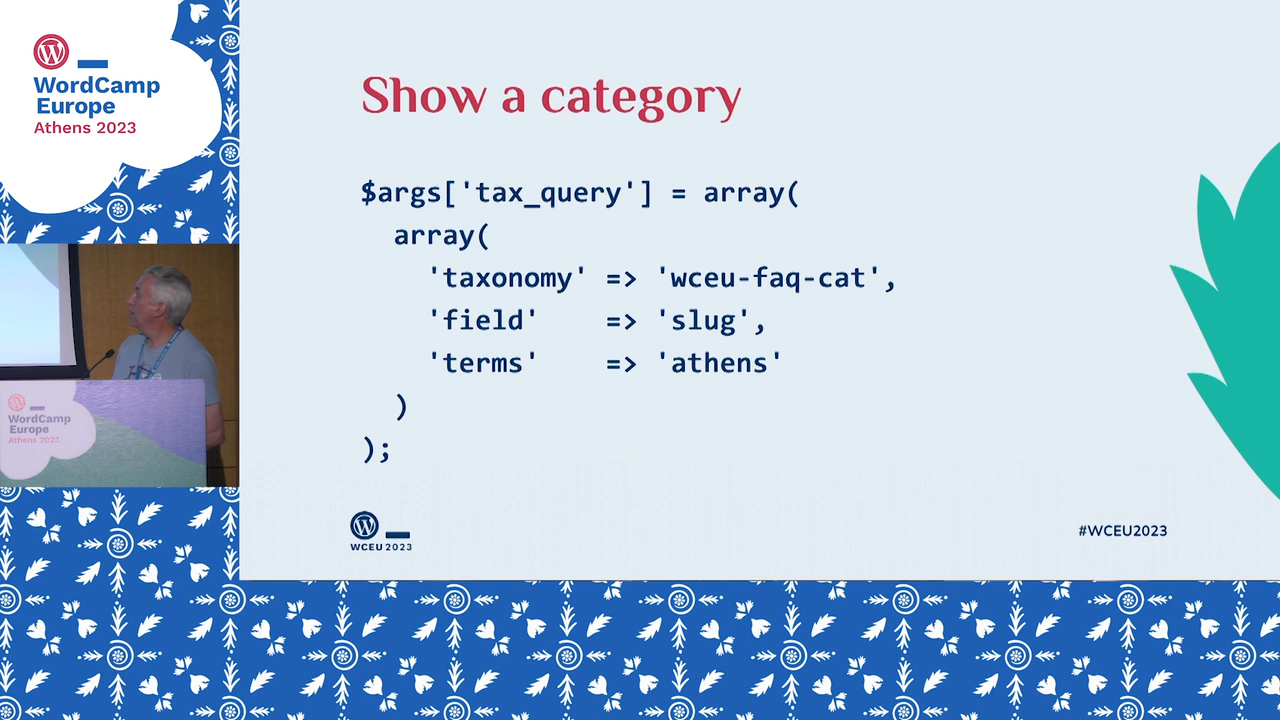 WordCamp
Europe
Athens 2023
Show a category
$args['tax_query'] = array(
  array(
    'taxonomy' => 'wceu-faq-cat',
    'field'    => 'slug',
    'terms'    => 'athens'
  )
);
WCEU 2023
#WCEU2023
WordCamp
Europe
Athens 2023